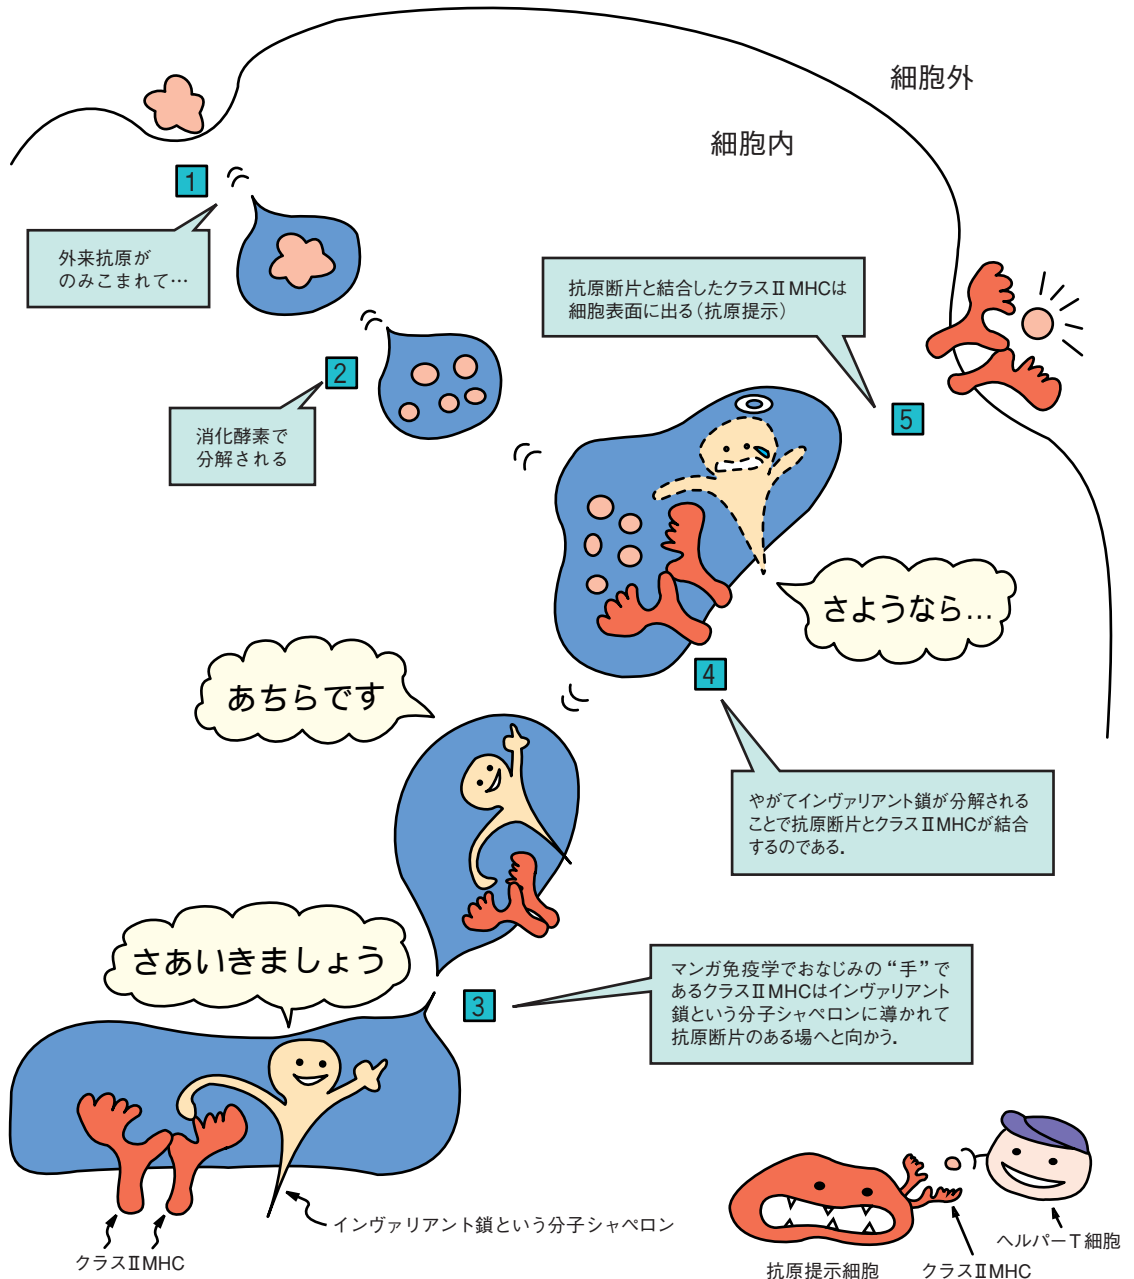 細胞外
細胞内
1
外来抗原が
のみこまれて…
2
消化酵素で
分解される
抗原断片と結合したクラスⅡMHCは
細胞表面に出る(抗原提示)
5
さようなら…
4
あちらです
やがてインヴァリアント鎖が分解される
ことで抗原断片とクラスⅡMHCが結合
するのである.
さあいきましょう
3
マンガ免疫学でおなじみの“手”で
あるクラスⅡMHCはインヴァリアント
鎖という分子シャペロンに導かれて
抗原断片のある場へと向かう.
インヴァリアント鎖という分子シャペロン
クラスⅡMHC
ヘルパーT細胞
抗原提示細胞
クラスⅡMHC